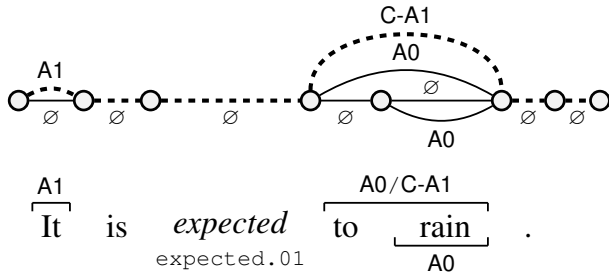 C-A1
A1 A0
∅ ∅ ∅ ∅ ∅ ∅ ∅
A0
A1 A0/C-A1
It is expected to rain .
expected.01 A0